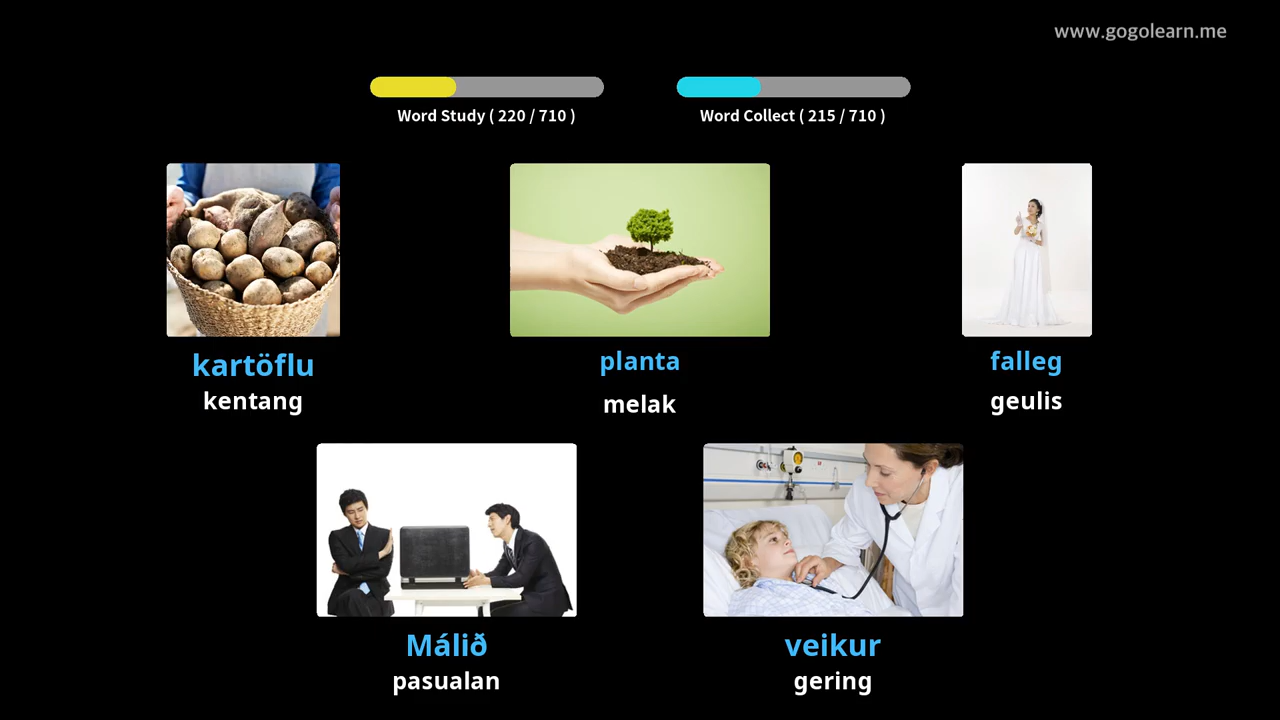 www.gogolearn.me
Word Study ( 220 / 710 )
Word Collect ( 215 / 710 )
kartöflu
kentang
planta
melak
falleg
geulis
Málið
pasualan
veikur
gering